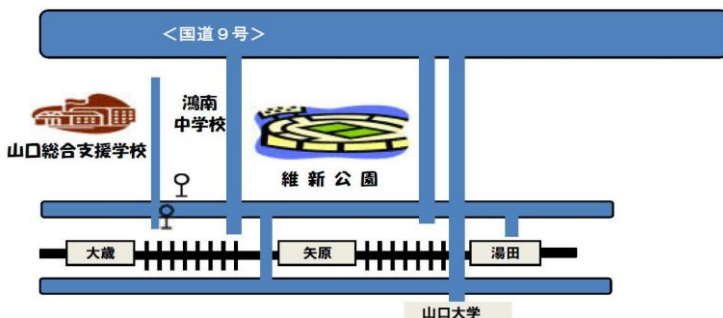 ＜国道９号＞
鴻南
中学校
山口総合支援学校
維新公園
大歳
矢原
湯田
山口大学